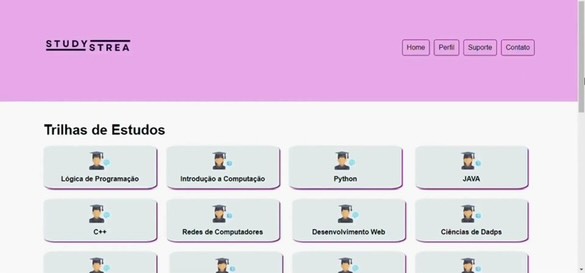 STUDY
STREA
Home Perfil Suporte Contato
Trilhas de Estudos
Lógica de Programação Introdução a Computação Python JAVA
C++ Redes de Computadores Desenvolvimento Web Ciências de Dadps